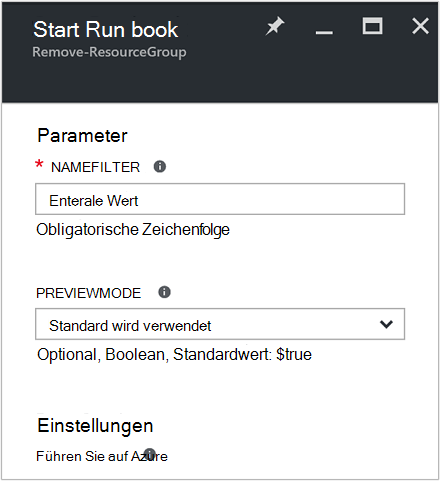 Start Run book
Remove-ResourceGroup
Parameter
* NAMEFILTER
Enterale Wert
Obligatorische Zeichenfolge
PREVIEWMODE
Standard wird verwendet
Optional, Boolean, Standardwert: $true
Einstellungen
Führen Sie auf Azure